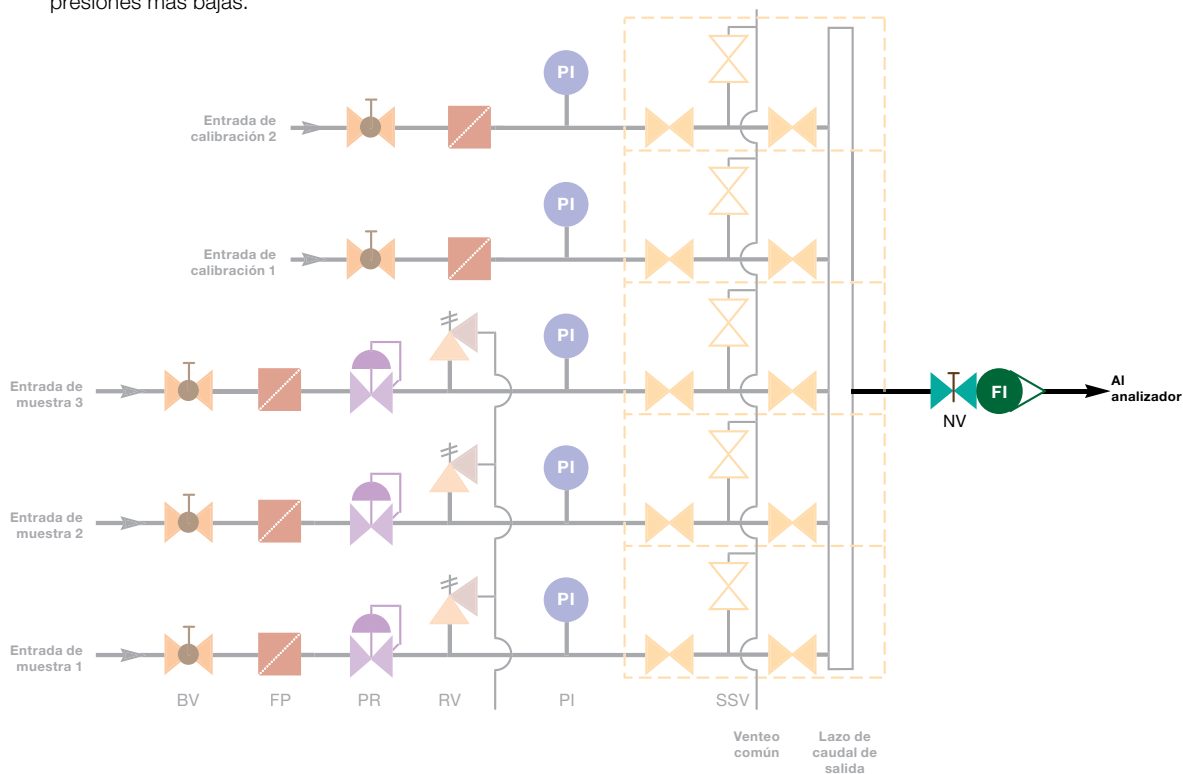 presiones más bajas.
PI
Entrada de
calibración 2
PI
Entrada de
calibración 1
PI
Entrada de
muestra 3
FI
Al
analizador
NV
PI
Entrada de
muestra 2
PI
Entrada de
muestra 1
BV FP PR RV PI SSV
Venteo
común
Lazo de
caudal de
salida